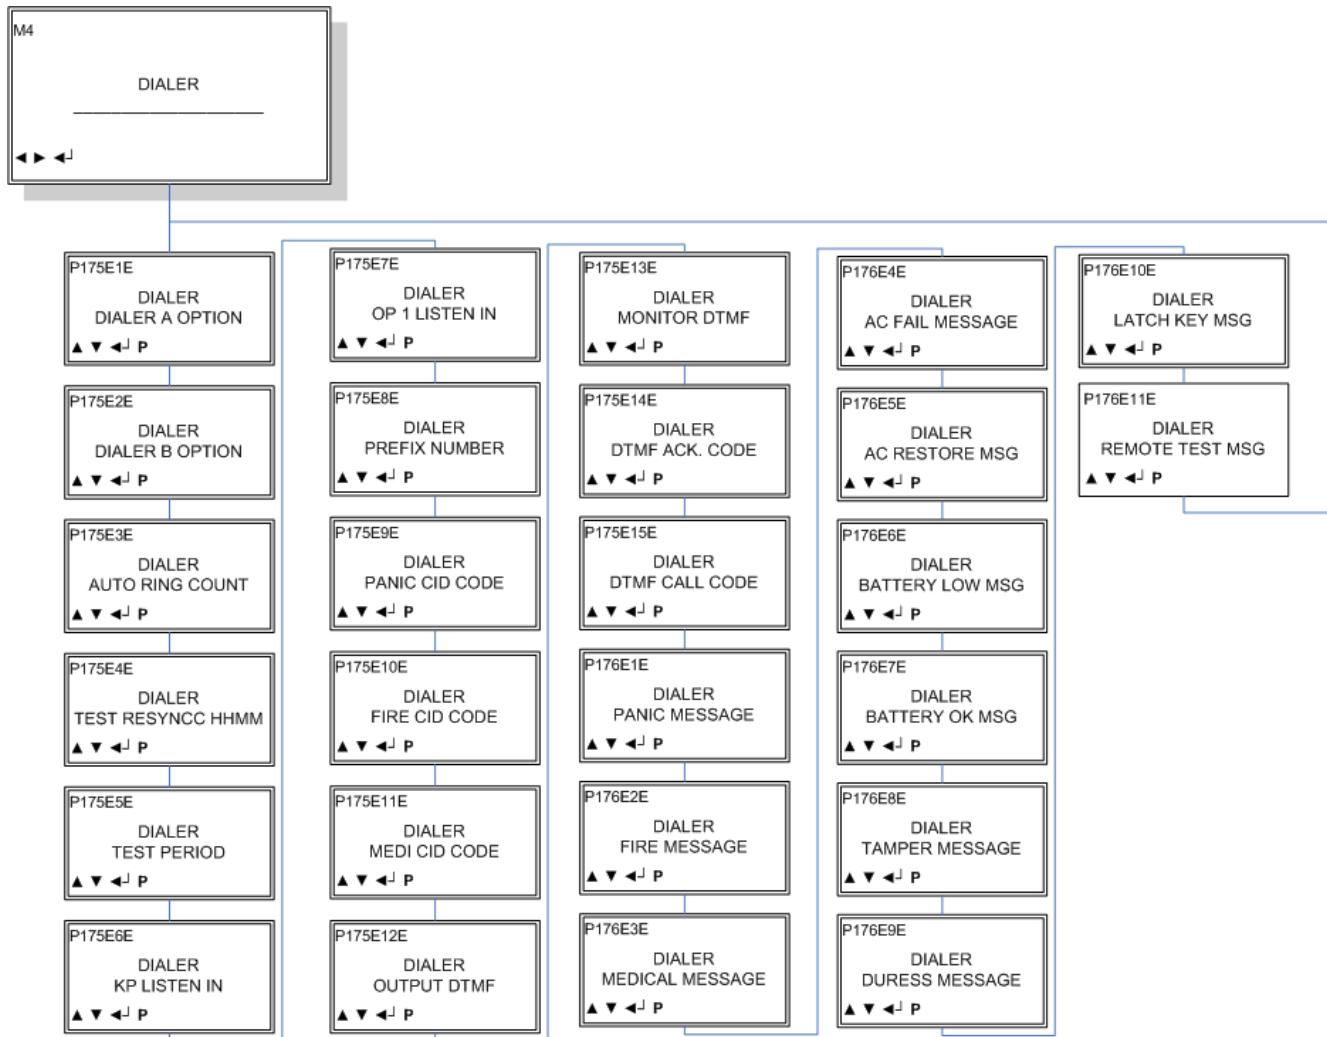 M4
DIALER
◄ ► ◄┘
P175E1E
DIALER
DIALER A OPTION
▲ ▼ ◄┘ P
P175E2E
DIALER
DIALER B OPTION
▲ ▼ ◄┘ P
P175E3E
DIALER
AUTO RING COUNT
▲ ▼ ◄┘ P
P175E4E
DIALER
TEST RESYNCC HHMM
▲ ▼ ◄┘ P
P175E5E
DIALER
TEST PERIOD
▲ ▼ ◄┘ P
P175E6E
DIALER
KP LISTEN IN
▲ ▼ ◄┘ P
P175E7E
DIALER
OP 1 LISTEN IN
▲ ▼ ◄┘ P
P175E8E
DIALER
PREFIX NUMBER
▲ ▼ ◄┘ P
P175E9E
DIALER
PANIC CID CODE
▲ ▼ ◄┘ P
P175E10E
DIALER
FIRE CID CODE
▲ ▼ ◄┘ P
P175E11E
DIALER
MEDI CID CODE
▲ ▼ ◄┘ P
P175E12E
DIALER
OUTPUT DTMF
▲ ▼ ◄┘ P
P175E13E
DIALER
MONITOR DTMF
▲ ▼ ◄┘ P
P175E14E
DIALER
DTMF ACK. CODE
▲ ▼ ◄┘ P
P175E15E
DIALER
DTMF CALL CODE
▲ ▼ ◄┘ P
P176E1E
DIALER
PANIC MESSAGE
▲ ▼ ◄┘ P
P176E2E
DIALER
FIRE MESSAGE
▲ ▼ ◄┘ P
P176E3E
DIALER
MEDICAL MESSAGE
▲ ▼ ◄┘ P
P176E4E
DIALER
AC FAIL MESSAGE
▲ ▼ ◄┘ P
P176E5E
DIALER
AC RESTORE MSG
▲ ▼ ◄┘ P
P176E6E
DIALER
BATTERY LOW MSG
▲ ▼ ◄┘ P
P176E7E
DIALER
BATTERY OK MSG
▲ ▼ ◄┘ P
P176E8E
DIALER
TAMPER MESSAGE
▲ ▼ ◄┘ P
P176E9E
DIALER
DURESS MESSAGE
▲ ▼ ◄┘ P
P176E10E
DIALER
LATCH KEY MSG
▲ ▼ ◄┘ P
P176E11E
DIALER
REMOTE TEST MSG
▲ ▼ ◄┘ P